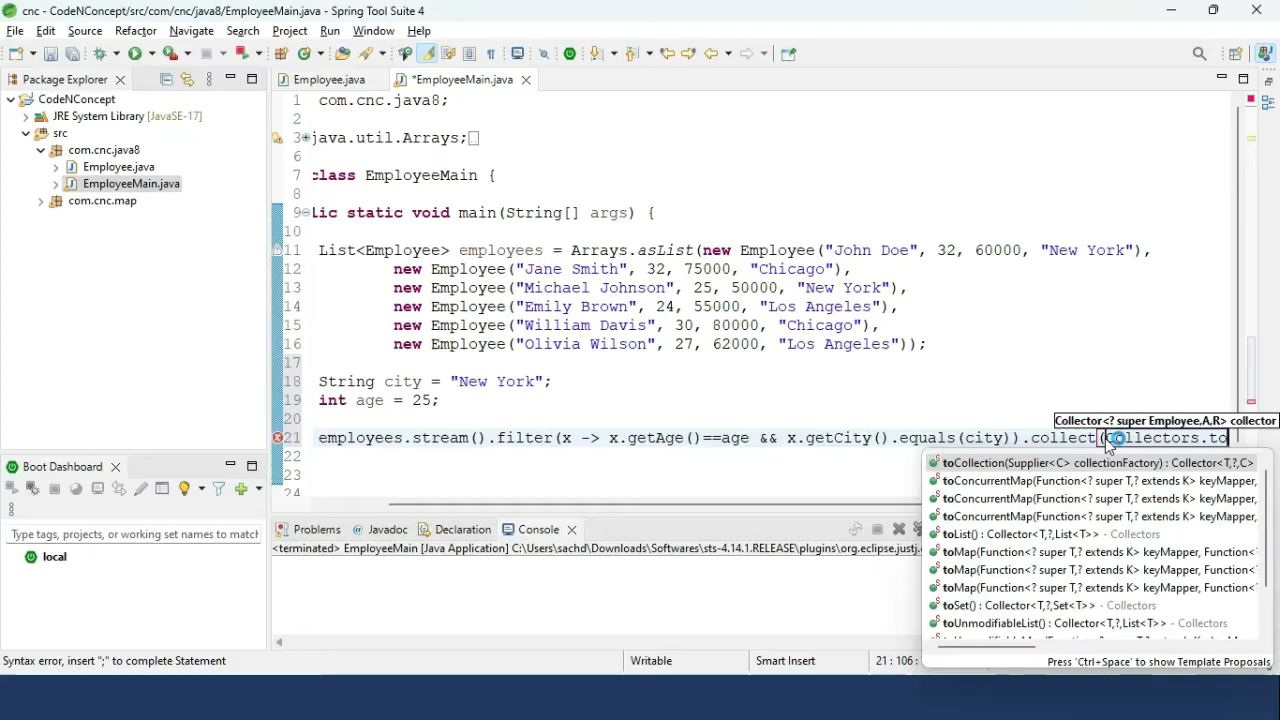 cnc - CodeNConcept/src/com/cnc/java8/EmployeeMain.java - Spring Tool Suite 4
File Edit Source Refactor Navigate Search Project Run Window Help
Package Explorer
Employee.java
*EmployeeMain.java
CodeNConcept
JRE System Library [JavaSE-17]
src
com.cnc.java8
Employee.java
EmployeeMain.java
com.cnc.map
1 com.cnc.java8;
2
3 java.util.Arrays;
6
7 class EmployeeMain {
8
9 lic static void main(String[] args) {
10
11 List<Employee> employees = Arrays.asList(new Employee("John Doe", 32, 60000, "New York"),
12 new Employee("Jane Smith", 32, 75000, "Chicago"),
13 new Employee("Michael Johnson", 25, 50000, "New York"),
14 new Employee("Emily Brown", 24, 55000, "Los Angeles"),
15 new Employee("William Davis", 30, 80000, "Chicago"),
16 new Employee("Olivia Wilson", 27, 62000, "Los Angeles"));
17
18 String city = "New York";
19 int age = 25;
20
Collector<? super Employee,A,R> collector
21 employees.stream().filter(x -> x.getAge()==age && x.getCity().equals(city)).collect(Collectors.to
22
23
24
toCollection(Supplier<C> collectionFactory) : Collector<T,?,C>
toConcurrentMap(Function<? super T,? extends K> keyMapper,
toConcurrentMap(Function<? super T,? extends K> keyMapper,
toConcurrentMap(Function<? super T,? extends K> keyMapper,
toList() : Collector<T,?,List<T>> - Collectors
toMap(Function<? super T,? extends K> keyMapper, Function<
toMap(Function<? super T,? extends K> keyMapper, Function<
toMap(Function<? super T,? extends K> keyMapper, Function<
toSet() : Collector<T,?,Set<T>> - Collectors
toUnmodifiableList() : Collector<T,?,List<T>> - Collectors
Press 'Ctrl+Space' to show Template Proposals
Boot Dashboard
Type tags, projects, or working set names to match
local
Problems
Javadoc
Declaration
Console
<terminated> EmployeeMain [Java Application] C:\Users\sachd\Downloads\Softwares\sts-4.14.1.RELEASE\plugins\org.eclipse.justj.
Syntax error, insert ";" to complete Statement
Writable
Smart Insert
21 : 106